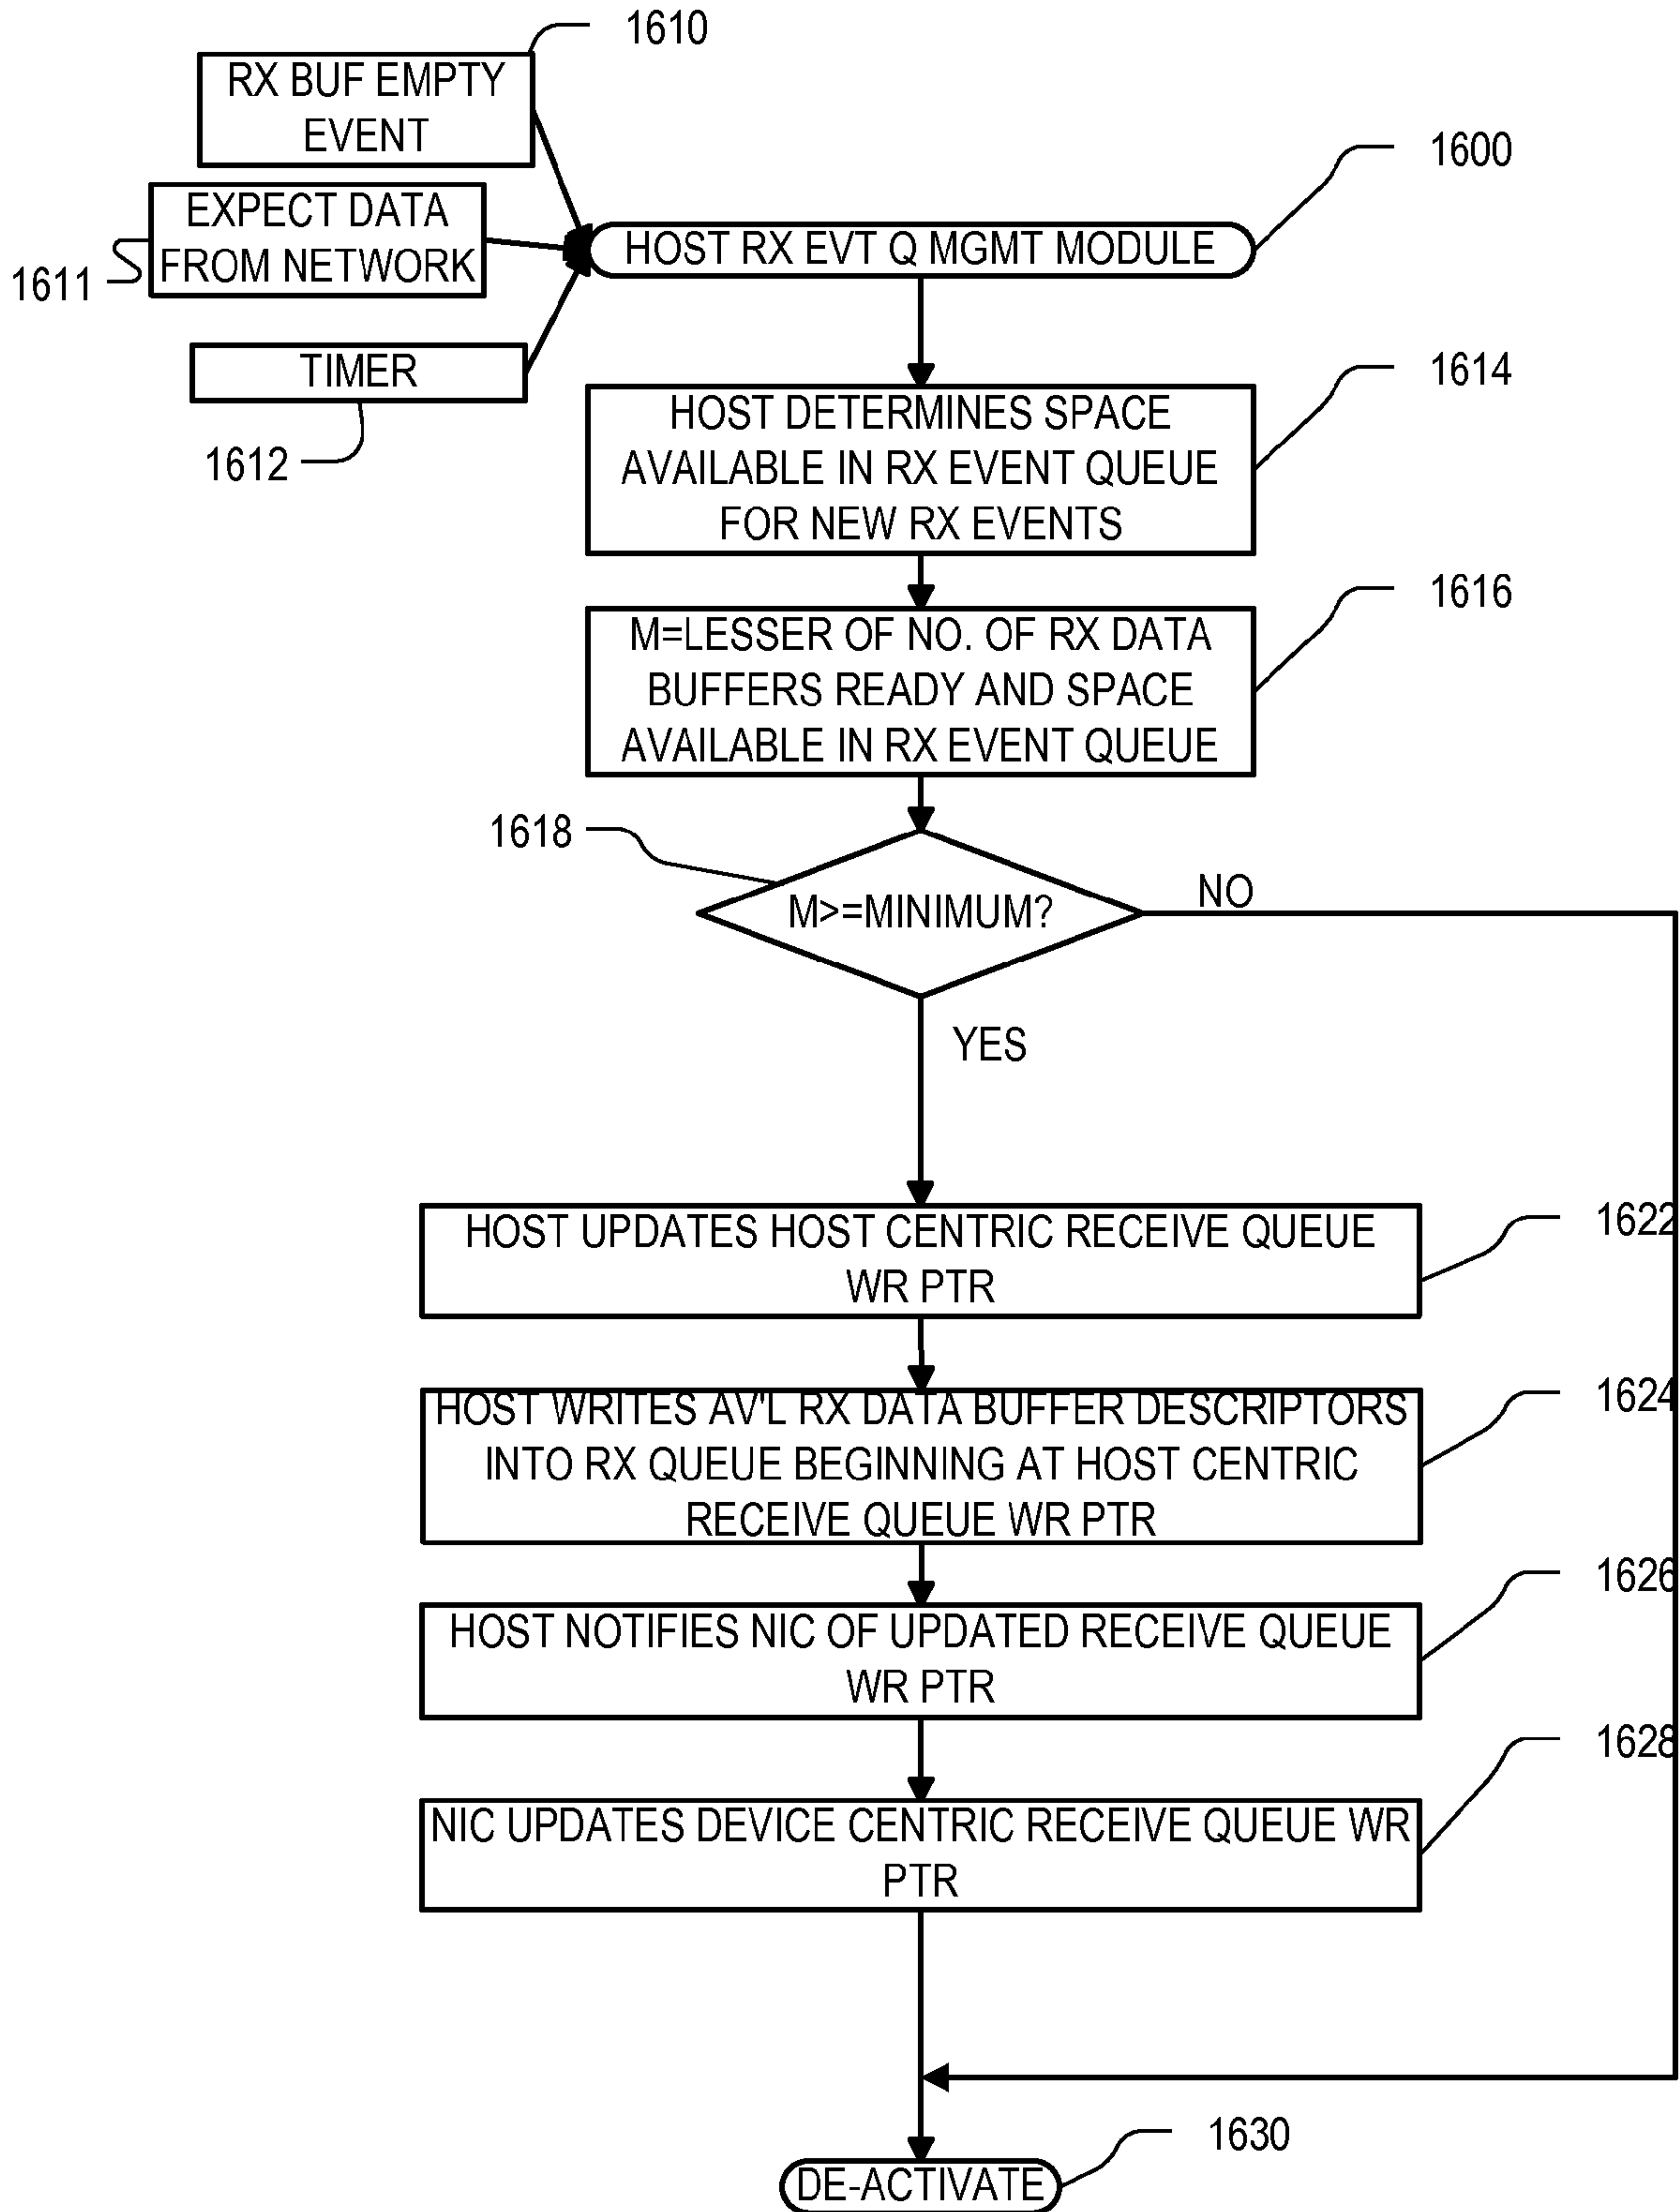 1610
RX BUF EMPTY
EVENT
1600
EXPECT DATA
FROM NETWORK
1611
HOST RX EVT Q MGMT MODULE
TIMER
1612
1614
HOST DETERMINES SPACE
AVAILABLE IN RX EVENT QUEUE
FOR NEW RX EVENTS
1616
M=LESSER OF NO. OF RX DATA
BUFFERS READY AND SPACE
AVAILABLE IN RX EVENT QUEUE
1618
M>=MINIMUM?
NO
YES
1622
HOST UPDATES HOST CENTRIC RECEIVE QUEUE
WR PTR
1624
HOST WRITES AV'L RX DATA BUFFER DESCRIPTORS
INTO RX QUEUE BEGINNING AT HOST CENTRIC
RECEIVE QUEUE WR PTR
1626
HOST NOTIFIES NIC OF UPDATED RECEIVE QUEUE
WR PTR
1628
NIC UPDATES DEVICE CENTRIC RECEIVE QUEUE WR
PTR
1630
DE-ACTIVATE